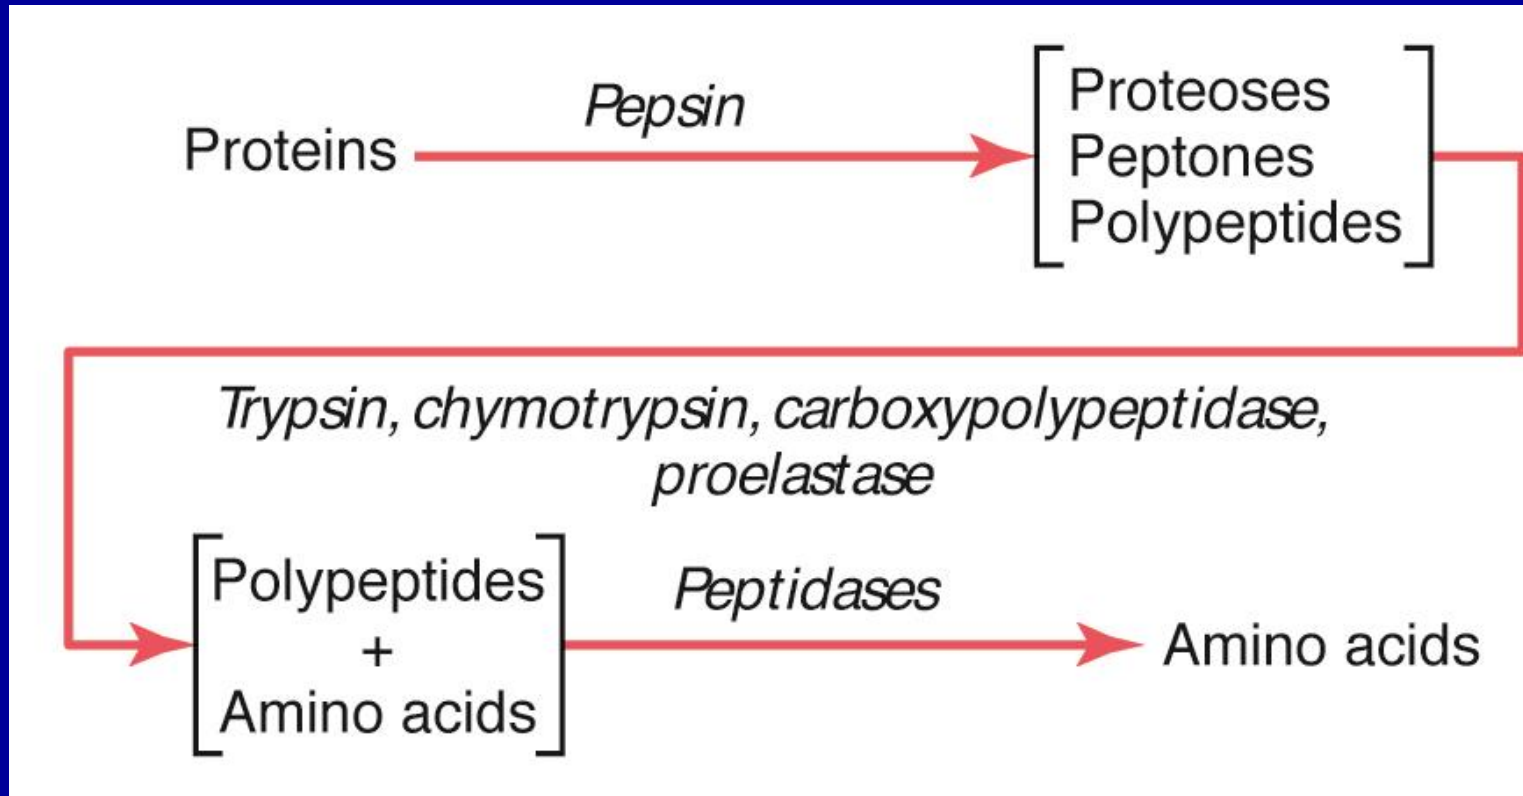 Proteins
Pepsin
Proteoses
Peptones
Polypeptides
Trypsin, chymotrypsin, carboxypolypeptidase,
proelastase
Polypeptides
+
Amino acids
Peptidases
Amino acids